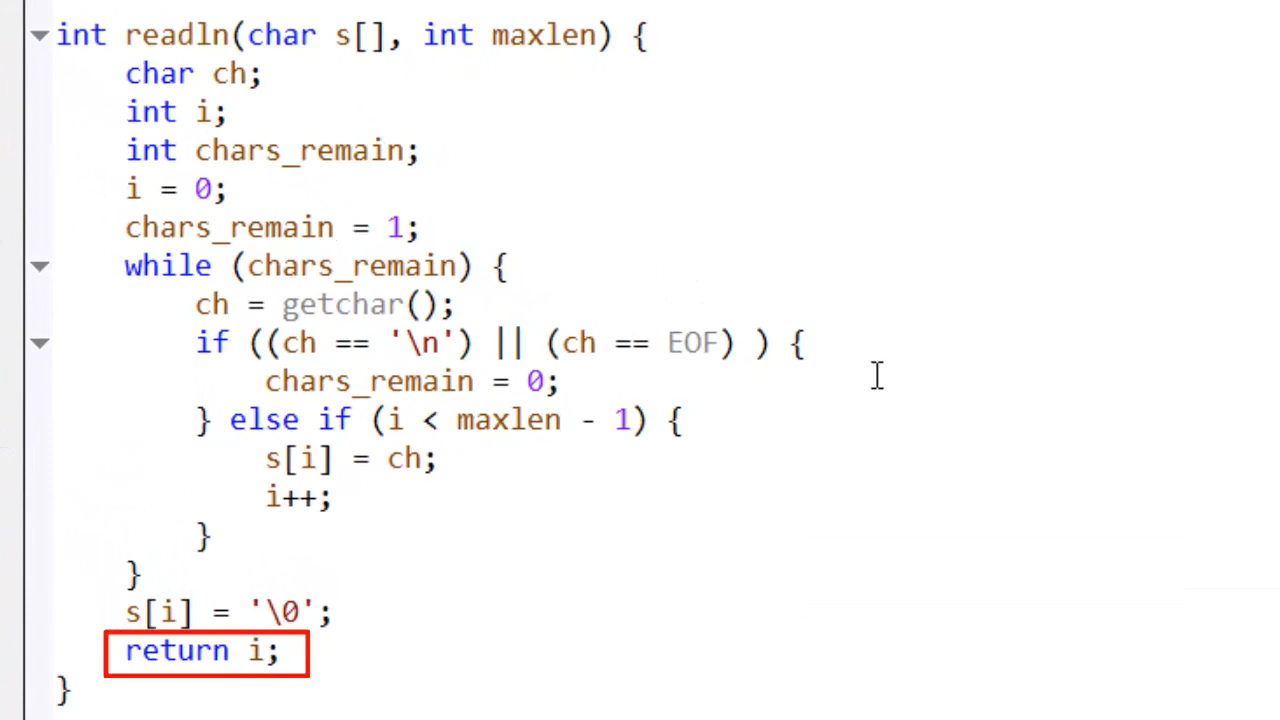 int readln(char s[], int maxlen) {
    char ch;
    int i;
    int chars_remain;
    i = 0;
    chars_remain = 1;
    while (chars_remain) {
        ch = getchar();
        if ((ch == '\n') || (ch == EOF) ) {
            chars_remain = 0;
        } else if (i < maxlen - 1) {
            s[i] = ch;
            i++;
        }
    }
    s[i] = '\0';
    return i;
}